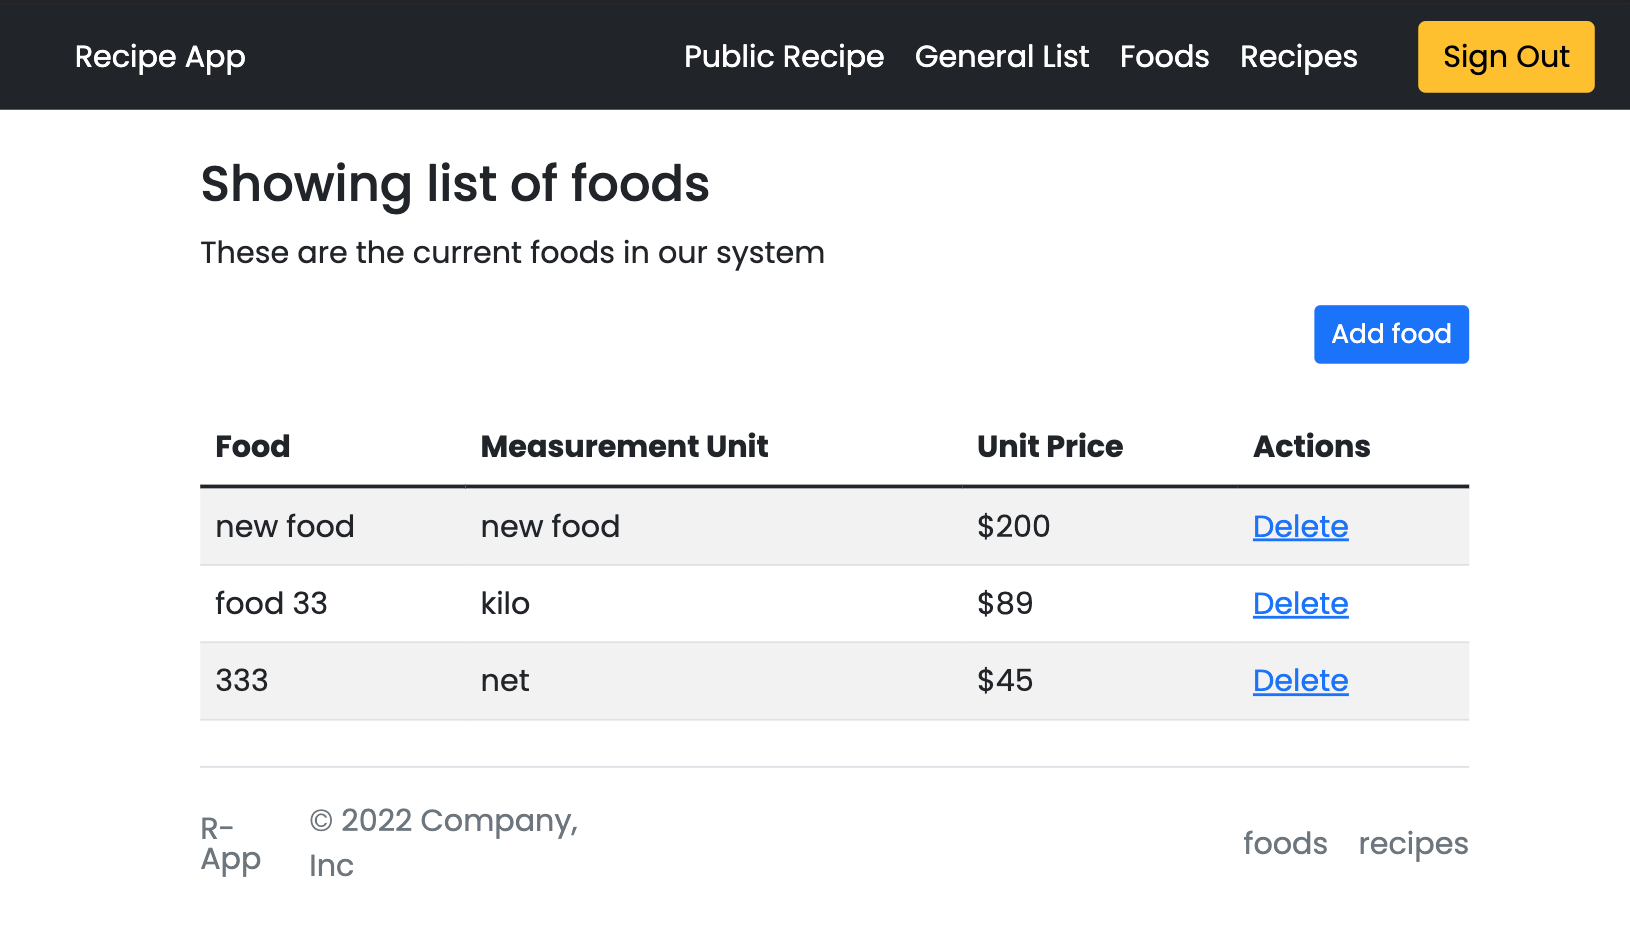 Recipe App Public Recipe General List Foods Recipes Sign Out
Showing list of foods
These are the current foods in our system
Add food
Food Measurement Unit Unit Price Actions
new food new food $200 Delete
food 33 kilo $89 Delete
333 net $45 Delete
R-
App
© 2022 Company,
Inc
foods recipes